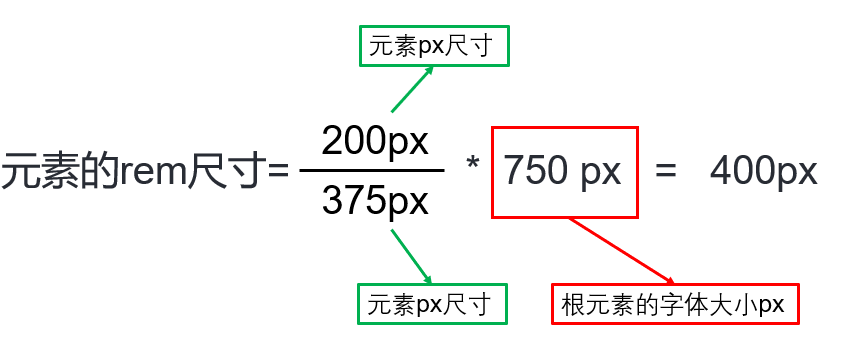 元素px尺寸
元素的rem尺寸=
200px
375px
* 750 px = 400px
元素px尺寸
根元素的字体大小px